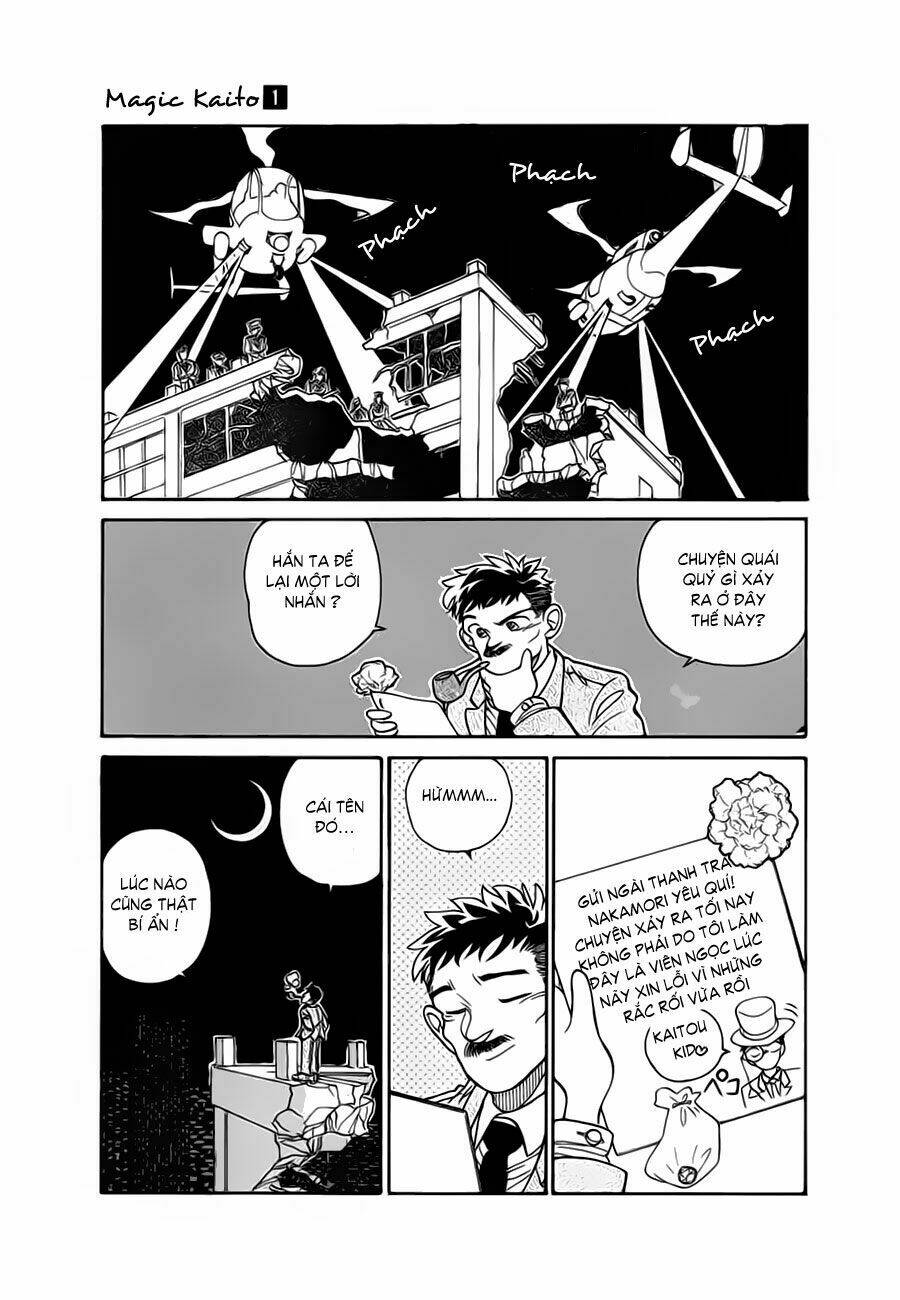 Magic Kaito 1
Phạch
Phạch
Phạch
CHUYỆN QUÁI
QUỶ GÌ XẢY
RA Ở ĐÂY
THẾ NÀY?
HẮN TA ĐỂ
LẠI MỘT LỜI
NHẮN ?
GỬI NGÀI THANH TRA
NAKAMORI YÊU QUÍ!
CHUYỆN XẢY RA TỐI NAY
KHÔNG PHẢI DO TÔI LÀM
ĐÂY LÀ VIÊN NGỌC LÚC
NÀY XIN LỖI VÌ NHỮNG
RẮC RỐI VỪA RỒI
KAITOU
KID♡
ペコ
HỪMMM...
CÁI TÊN
ĐÓ...
LÚC NÀO
CŨNG THẬT
BÍ ẨN !